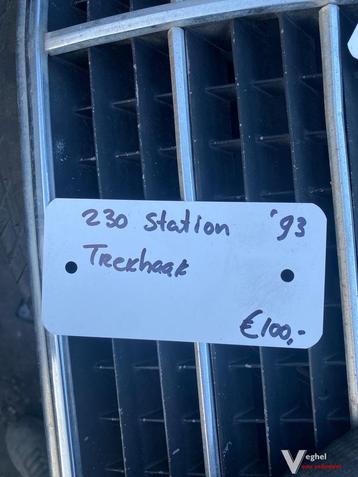 230 Station '93
Trekhaak
€100,-
Veghel